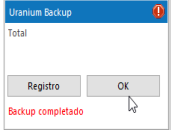 Uranium Backup
Total
Registro OK
Backup completado